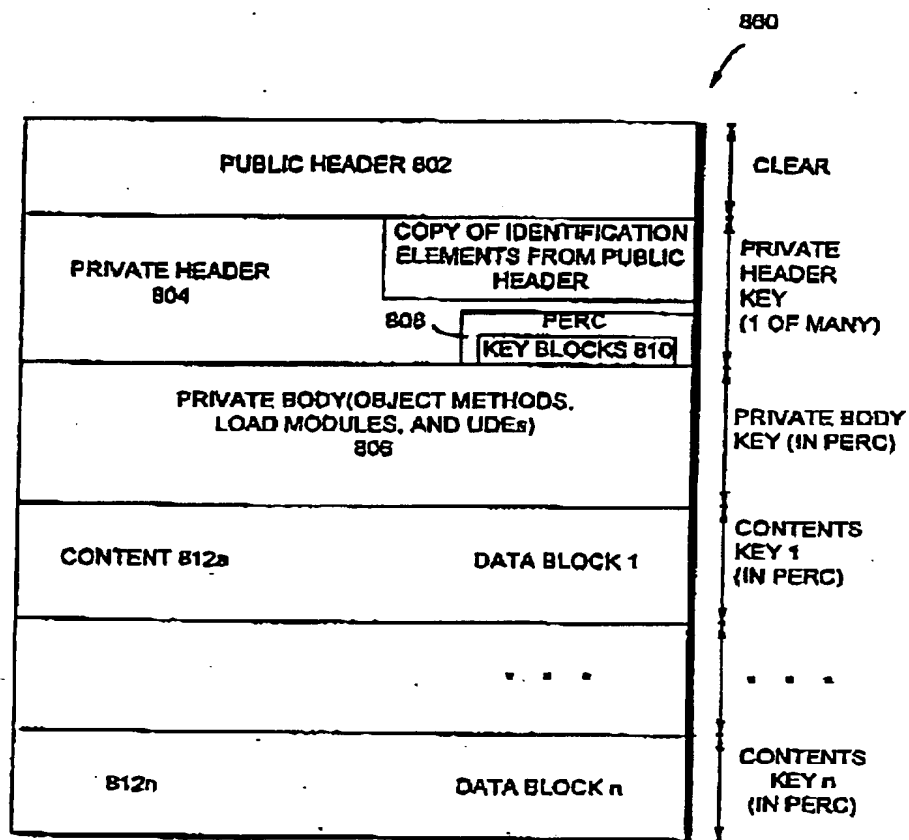 860
PUBLIC HEADER 802
CLEAR
PRIVATE HEADER
804
COPY OF IDENTIFICATION
ELEMENTS FROM PUBLIC
HEADER
808
PERC
KEY BLOCKS 810
PRIVATE
HEADER
KEY
(1 OF MANY)
PRIVATE BODY(OBJECT METHODS,
LOAD MODULES, AND UDEs)
806
PRIVATE BODY
KEY (IN PERC)
CONTENT 812a
DATA BLOCK 1
CONTENTS
KEY 1
(IN PERC)
. . .
. . .
812n
DATA BLOCK n
CONTENTS
KEY n
(IN PERC)